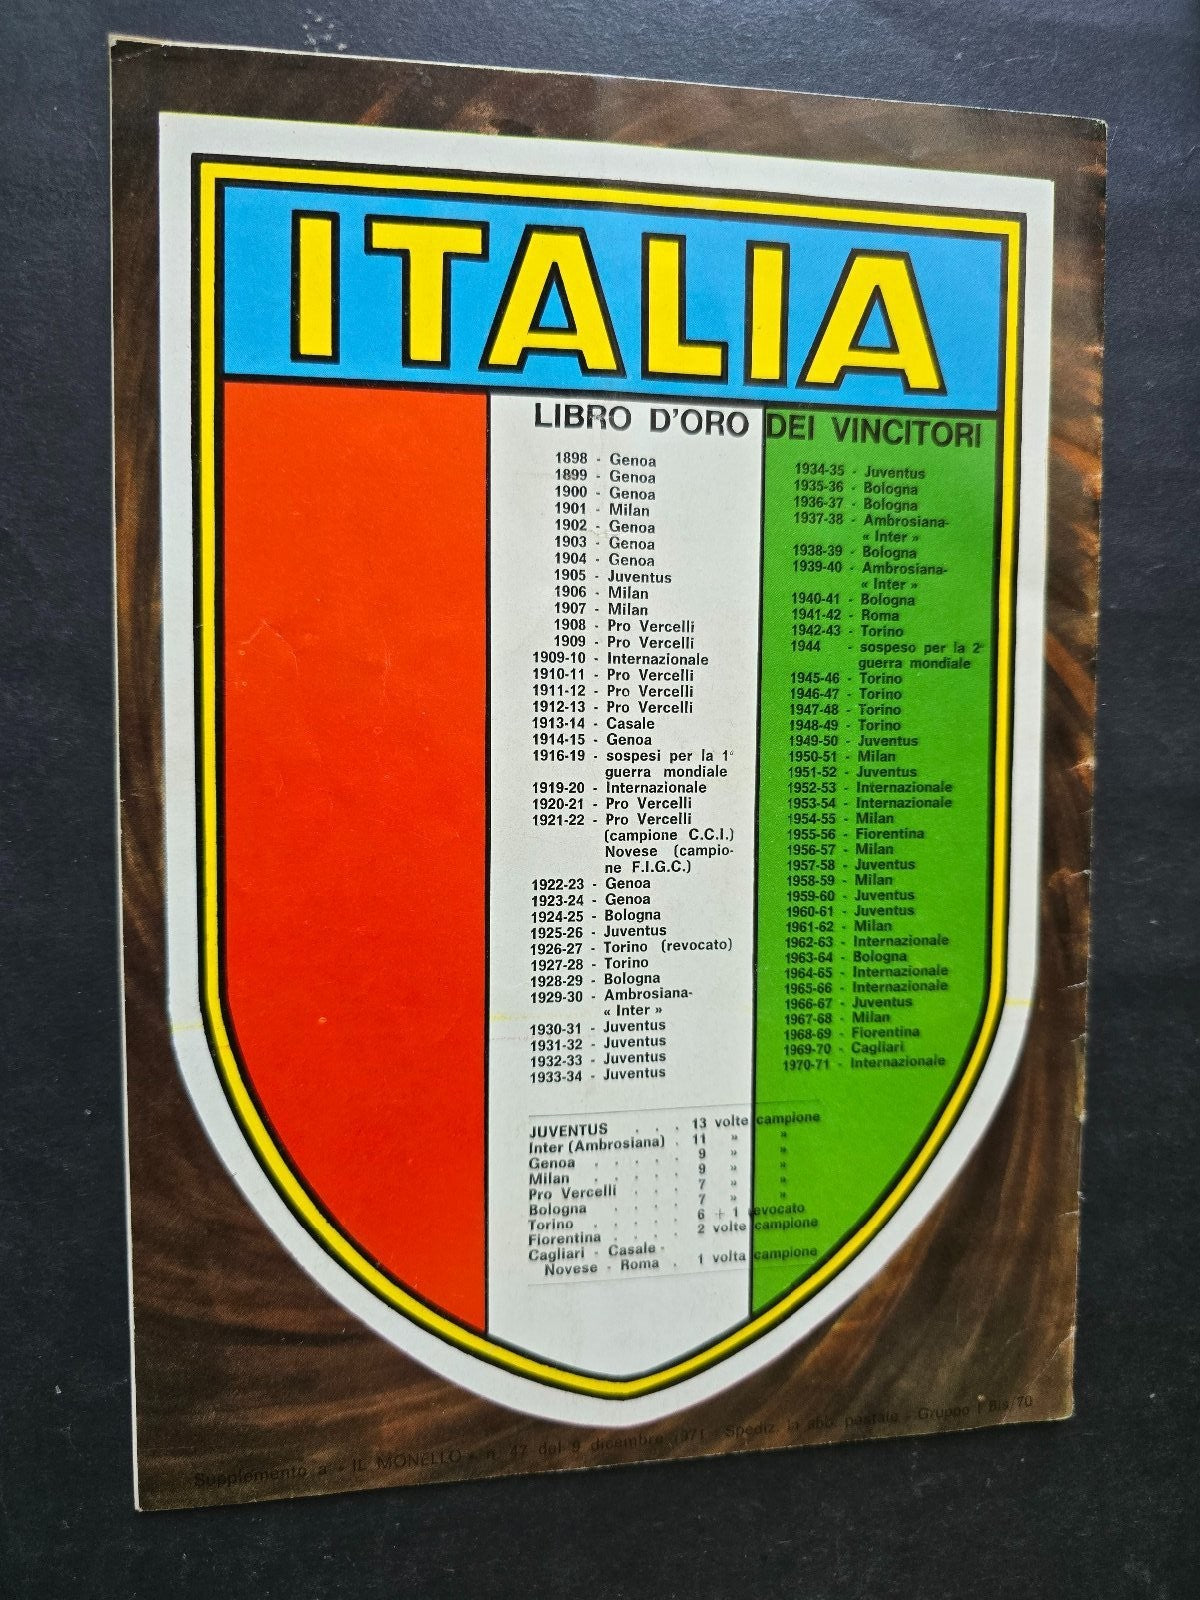 ITALIA
LIBRO D'ORO DEI VINCITORI
1898 - Genoa
1899 - Genoa
1900 - Genoa
1901 - Milan
1902 - Genoa
1903 - Genoa
1904 - Genoa
1905 - Juventus
1906 - Milan
1907 - Milan
1908 - Pro Vercelli
1909 - Pro Vercelli
1909-10 - Internazionale
1910-11 - Pro Vercelli
1911-12 - Pro Vercelli
1912-13 - Pro Vercelli
1913-14 - Casale
1914-15 - Genoa
1916-19 - sospesi per la 1ª
guerra mondiale
1919-20 - Internazionale
1920-21 - Pro Vercelli
1921-22 - Pro Vercelli
(campione C.C.I.)
Novese (campio-
ne F.I.G.C.)
1922-23 - Genoa
1923-24 - Genoa
1924-25 - Bologna
1925-26 - Juventus
1926-27 - Torino (revocato)
1927-28 - Torino
1928-29 - Bologna
1929-30 - Ambrosiana-
« Inter »
1930-31 - Juventus
1931-32 - Juventus
1932-33 - Juventus
1933-34 - Juventus
1934-35 - Juventus
1935-36 - Bologna
1936-37 - Bologna
1937-38 - Ambrosiana-
« Inter »
1938-39 - Bologna
1939-40 - Ambrosiana-
« Inter »
1940-41 - Bologna
1941-42 - Roma
1942-43 - Torino
1944 - sospeso per la 2ª
guerra mondiale
1945-46 - Torino
1946-47 - Torino
1947-48 - Torino
1948-49 - Torino
1949-50 - Juventus
1950-51 - Milan
1951-52 - Juventus
1952-53 - Internazionale
1953-54 - Internazionale
1954-55 - Milan
1955-56 - Fiorentina
1956-57 - Milan
1957-58 - Juventus
1958-59 - Milan
1959-60 - Juventus
1960-61 - Juventus
1961-62 - Milan
1962-63 - Internazionale
1963-64 - Bologna
1964-65 - Internazionale
1965-66 - Internazionale
1966-67 - Juventus
1967-68 - Milan
1968-69 - Fiorentina
1969-70 - Cagliari
1970-71 - Internazionale
JUVENTUS . . . 13 volte campione
Inter (Ambrosiana) . 11 » »
Genoa . . . . . 9 » »
Milan . . . . . 9 » »
Pro Vercelli . . . 7 » »
Bologna . . . . 7 » »
Torino . . . . . 6 + 1 revocato
Fiorentina . . . . 2 volte campione
Cagliari - Casale -
Novese - Roma . 1 volta campione
Supplemento a « IL MONELLO » n. 47 del 9 dicembre 1971 - Spediz. in abb. postale - Gruppo I Bis/70